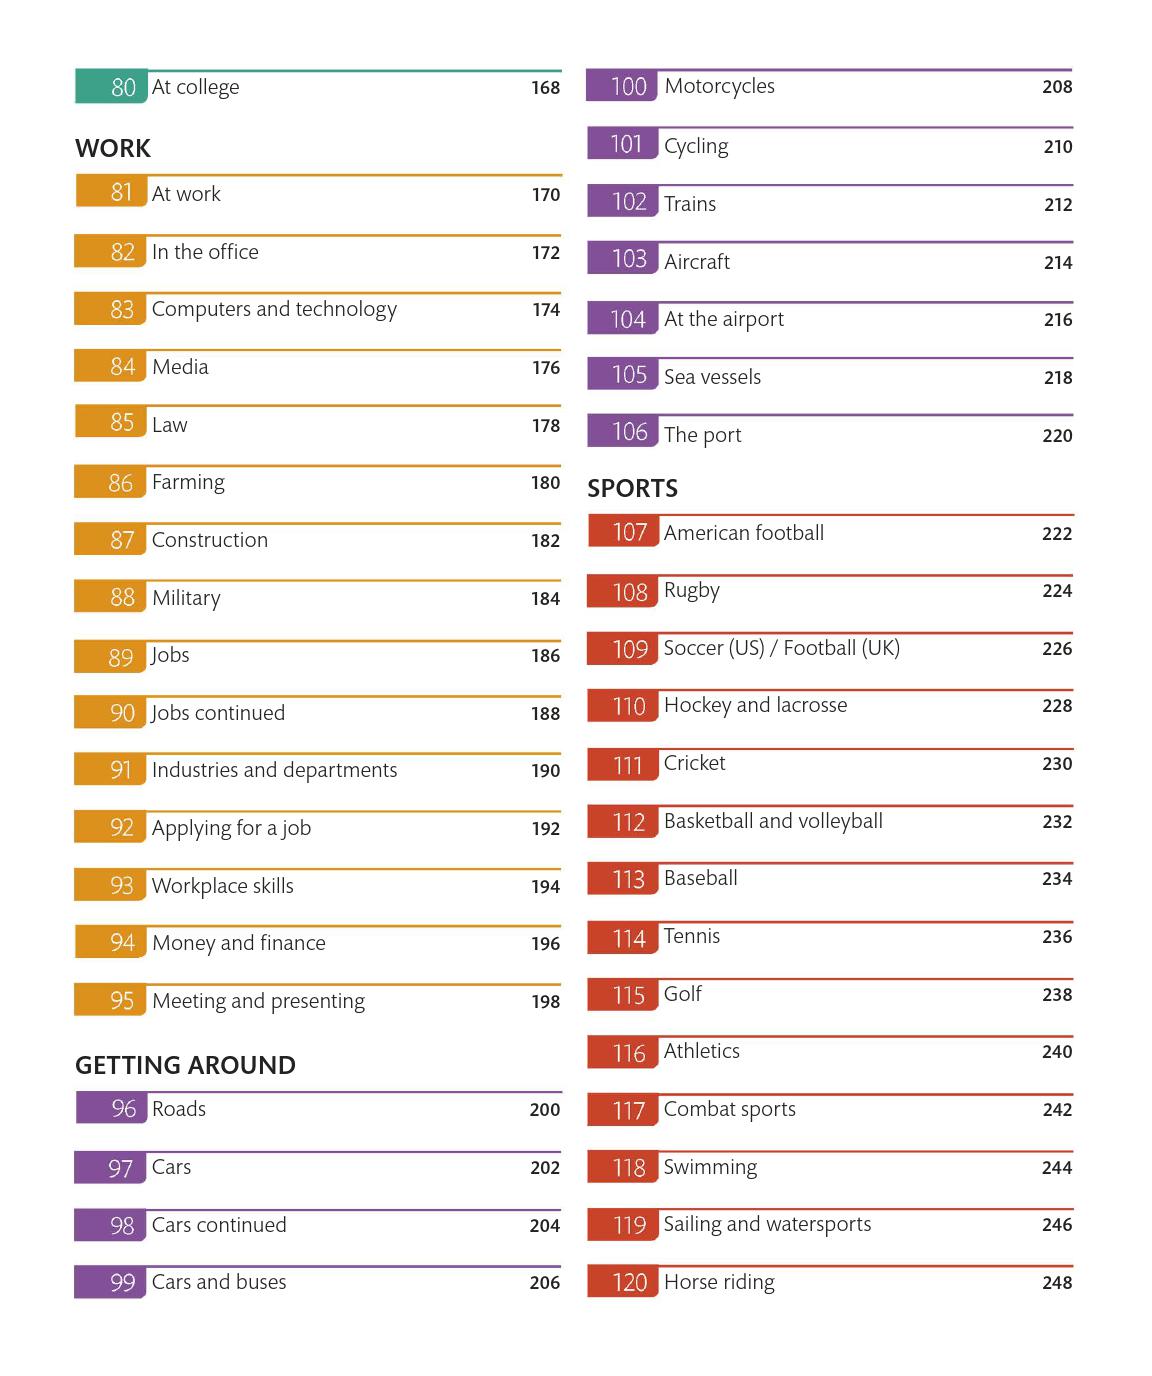 80 At college 168
WORK
81 At work 170
82 In the office 172
83 Computers and technology 174
84 Media 176
85 Law 178
86 Farming 180
87 Construction 182
88 Military 184
89 Jobs 186
90 Jobs continued 188
91 Industries and departments 190
92 Applying for a job 192
93 Workplace skills 194
94 Money and finance 196
95 Meeting and presenting 198
GETTING AROUND
96 Roads 200
97 Cars 202
98 Cars continued 204
99 Cars and buses 206
100 Motorcycles 208
101 Cycling 210
102 Trains 212
103 Aircraft 214
104 At the airport 216
105 Sea vessels 218
106 The port 220
SPORTS
107 American football 222
108 Rugby 224
109 Soccer (US) / Football (UK) 226
110 Hockey and lacrosse 228
111 Cricket 230
112 Basketball and volleyball 232
113 Baseball 234
114 Tennis 236
115 Golf 238
116 Athletics 240
117 Combat sports 242
118 Swimming 244
119 Sailing and watersports 246
120 Horse riding 248